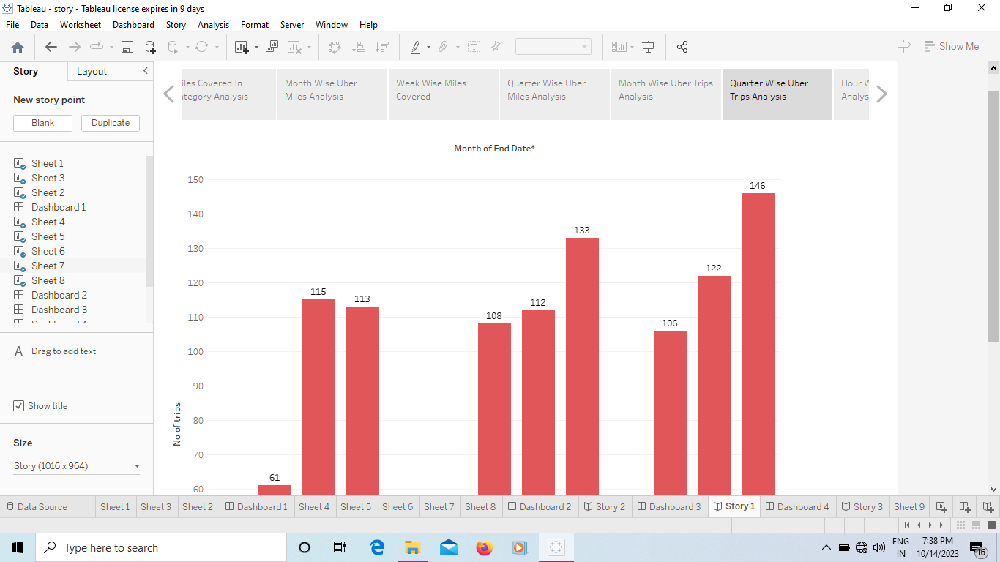 Tableau - story - Tableau license expires in 9 days
File Data Worksheet Dashboard Story Analysis Format Server Window Help
Show Me
Story Layout
New story point
Blank Duplicate
Sheet 1
Sheet 3
Sheet 2
Dashboard 1
Sheet 4
Sheet 5
Sheet 6
Sheet 7
Sheet 8
Dashboard 2
Dashboard 3
A Drag to add text
Show title
Size
Story (1016 x 964)
iles Covered In
ategory Analysis
Month Wise Uber
Miles Analysis
Weak Wise Miles
Covered
Quarter Wise Uber
Miles Analysis
Month Wise Uber Trips
Analysis
Quarter Wise Uber
Trips Analysis
Hour W
Analys
Month of End Date*
150
140
130
120
110
100
90
80
70
60
No of trips
61
115
113
108
112
133
106
122
146
Data Source Sheet 1 Sheet 3 Sheet 2 Dashboard 1 Sheet 4 Sheet 5 Sheet 6 Sheet 7 Sheet 8 Dashboard 2 Story 2 Dashboard 3 Story 1 Dashboard 4 Story 3 Sheet 9
Type here to search
ENG
IN
7:38 PM
10/14/2023
16